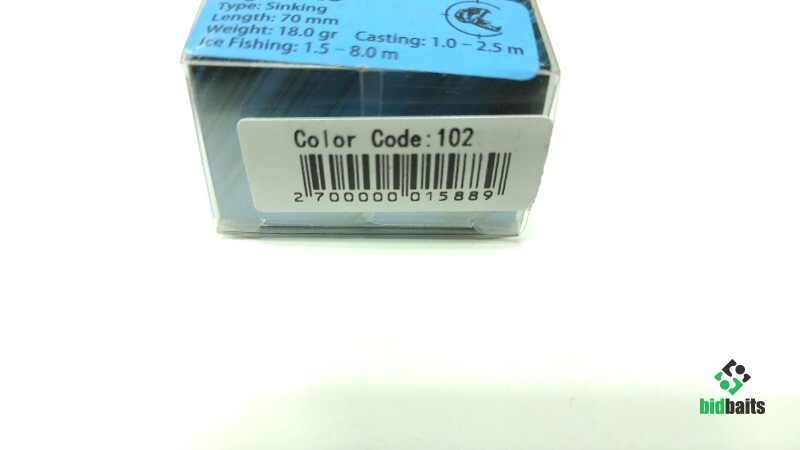 Type: Sinking
Length: 70 mm
Weight: 18.0 gr Casting: 1.0 – 2.5 m
Ice Fishing: 1.5 – 8.0 m
Color Code:102
2 700000 015889
bidbaits